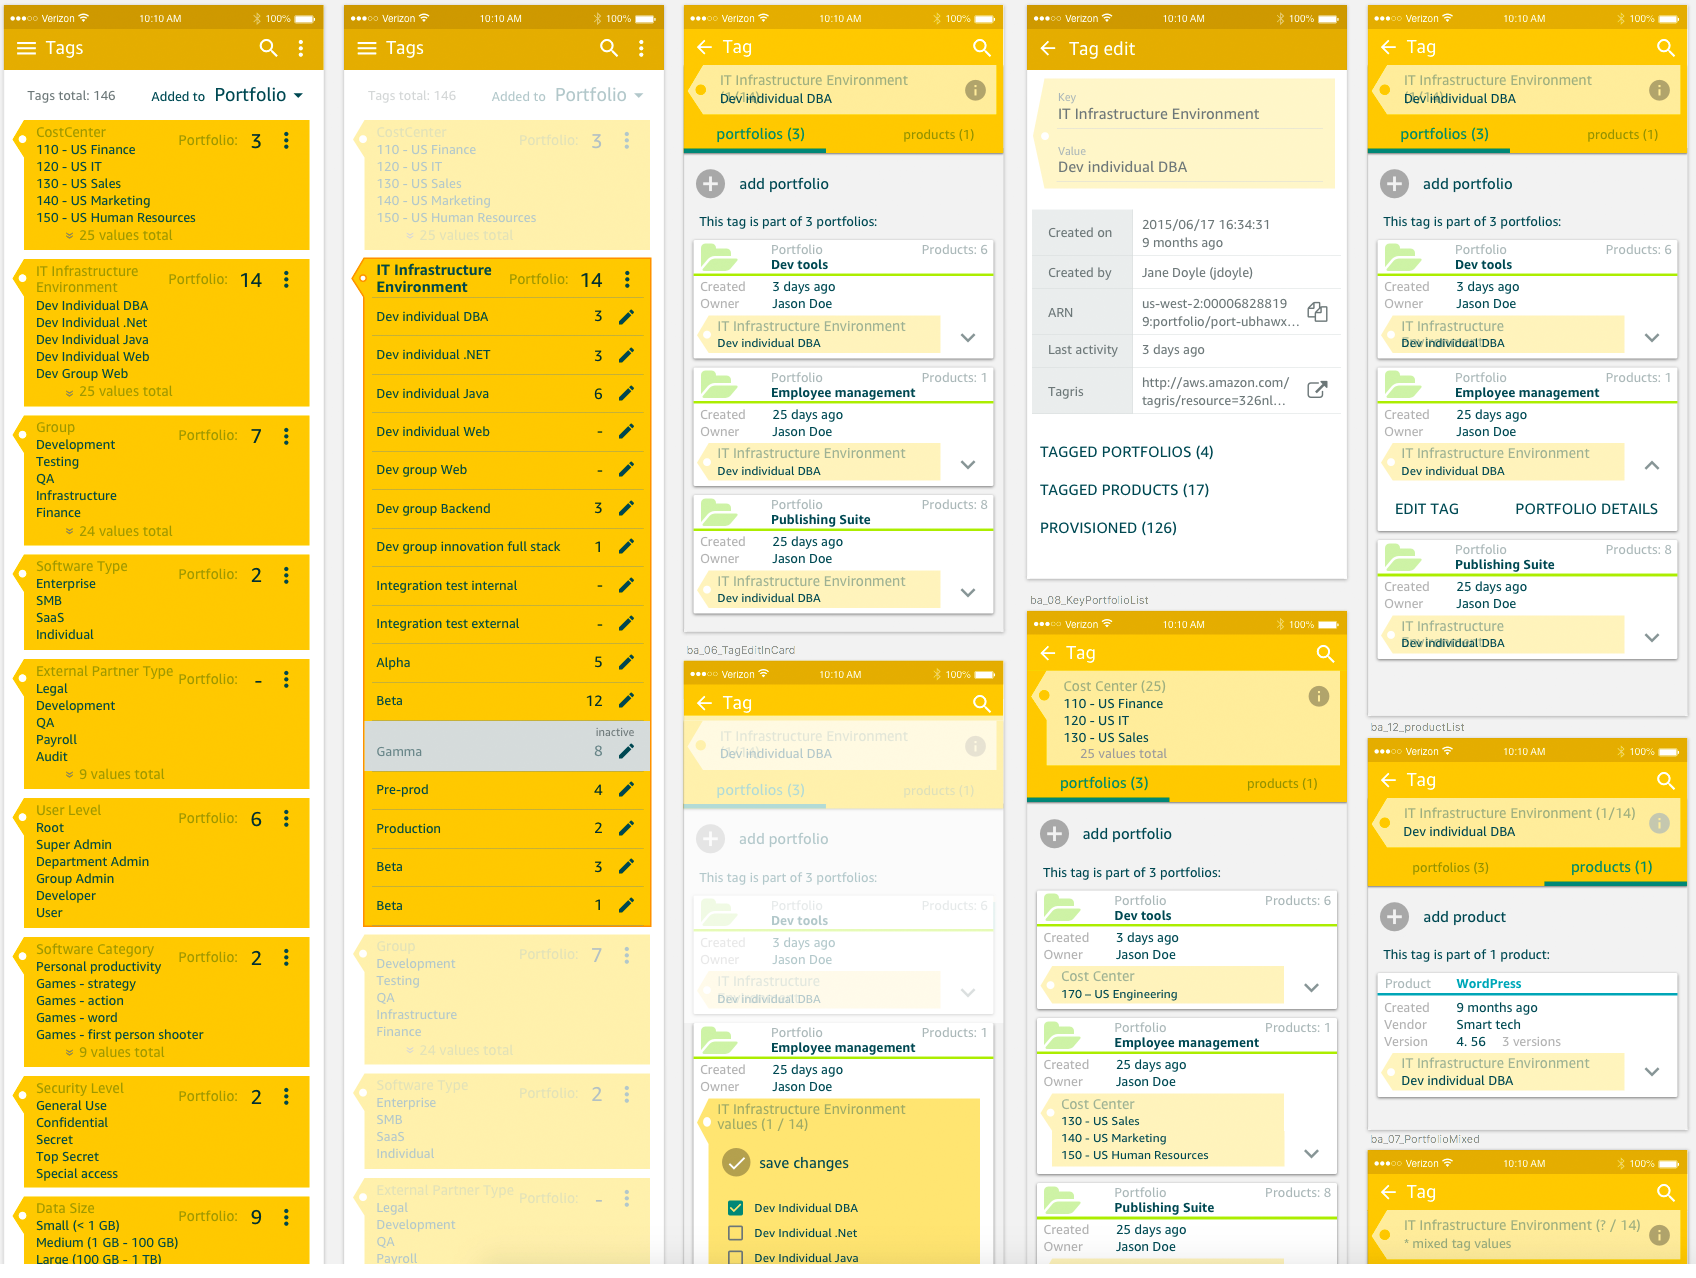 Verizon 10:10 AM 100%
Tags
Tags total: 146 Added to Portfolio
CostCenter Portfolio: 3
110 - US Finance
120 - US IT
130 - US Sales
140 - US Marketing
150 - US Human Resources
25 values total
IT Infrastructure
Environment Portfolio: 14
Dev Individual DBA
Dev Individual .Net
Dev Individual Java
Dev Individual Web
Dev Group Web
25 values total
Group Portfolio: 7
Development
Testing
QA
Infrastructure
Finance
24 values total
Software Type Portfolio: 2
Enterprise
SMB
SaaS
Individual
External Partner Type Portfolio: -
Legal
Development
QA
Payroll
Audit
9 values total
User Level Portfolio: 6
Root
Super Admin
Department Admin
Group Admin
Developer
User
Software Category Portfolio: 2
Personal productivity
Games - strategy
Games - action
Games - word
Games - first person shooter
9 values total
Security Level Portfolio: 2
General Use
Confidential
Secret
Top Secret
Special access
Data Size Portfolio: 9
Small (< 1 GB)
Medium (1 GB - 100 GB)
Large (100 GB - 1 TB)
Verizon 10:10 AM 100%
Tags
Tags total: 146 Added to Portfolio
CostCenter Portfolio: 3
110 - US Finance
120 - US IT
130 - US Sales
140 - US Marketing
150 - US Human Resources
25 values total
IT Infrastructure
Environment Portfolio: 14
Dev individual DBA 3
Dev individual .NET 3
Dev individual Java 6
Dev individual Web -
Dev group Web -
Dev group Backend 3
Dev group innovation full stack 1
Integration test internal -
Integration test external -
Alpha 5
Beta 12
inactive
Gamma 8
Pre-prod 4
Production 2
Beta 3
Beta 1
Group Portfolio: 7
Development
Testing
QA
Infrastructure
Finance
24 values total
Software Type Portfolio: 2
Enterprise
SMB
SaaS
Individual
External Partner Type Portfolio: -
Legal
Development
QA
Payroll
Verizon 10:10 AM 100%
Tag
IT Infrastructure Environment
(1/14)
Dev individual DBA
portfolios (3) products (1)
add portfolio
This tag is part of 3 portfolios:
Portfolio Products: 6
Dev tools
Created 3 days ago
Owner Jason Doe
IT Infrastructure Environment
Dev individual DBA
Portfolio Products: 1
Employee management
Created 25 days ago
Owner Jason Doe
IT Infrastructure Environment
Dev individual DBA
Portfolio Products: 8
Publishing Suite
Created 25 days ago
Owner Jason Doe
IT Infrastructure Environment
Dev individual DBA
ba_06_TagEditInCard
Verizon 10:10 AM 100%
Tag
IT Infrastructure Environment
(1/14)
Dev individual DBA
portfolios (3) products (1)
add portfolio
This tag is part of 3 portfolios:
Portfolio Products: 6
Dev tools
Created 3 days ago
Owner Jason Doe
IT Infrastructure
Environment
Dev individual DBA
Portfolio Products: 1
Employee management
Created 25 days ago
Owner Jason Doe
IT Infrastructure Environment
values (1 / 14)
save changes
Dev Individual DBA
Dev Individual .Net
Dev Individual Java
Verizon 10:10 AM 100%
Tag edit
Key
IT Infrastructure Environment
Value
Dev individual DBA
Created on 2015/06/17 16:34:31
9 months ago
Created by Jane Doyle (jdoyle)
ARN us-west-2:00006828819
9:portfolio/port-ubhawx...
Last activity 3 days ago
Tagris http://aws.amazon.com/
tagris/resource=326nl...
TAGGED PORTFOLIOS (4)
TAGGED PRODUCTS (17)
PROVISIONED (126)
ba_08_KeyPortfolioList
Verizon 10:10 AM 100%
Tag
Cost Center (25)
110 - US Finance
120 - US IT
130 - US Sales
25 values total
portfolios (3) products (1)
add portfolio
This tag is part of 3 portfolios:
Portfolio Products: 6
Dev tools
Created 3 days ago
Owner Jason Doe
Cost Center
170 – US Engineering
Portfolio Products: 1
Employee management
Created 25 days ago
Owner Jason Doe
Cost Center
130 - US Sales
140 - US Marketing
150 - US Human Resources
Portfolio Products: 8
Publishing Suite
Created 25 days ago
Owner Jason Doe
Verizon 10:10 AM 100%
Tag
IT Infrastructure Environment
(1/14)
Dev individual DBA
portfolios (3) products (1)
add portfolio
This tag is part of 3 portfolios:
Portfolio Products: 6
Dev tools
Created 3 days ago
Owner Jason Doe
IT Infrastructure
Environment
Dev individual DBA
Portfolio Products: 1
Employee management
Created 25 days ago
Owner Jason Doe
IT Infrastructure Environment
Dev individual DBA
EDIT TAG PORTFOLIO DETAILS
Portfolio Products: 8
Publishing Suite
Created 25 days ago
Owner Jason Doe
IT Infrastructure
Environment
Dev individual DBA
ba_12_productList
Verizon 10:10 AM 100%
Tag
IT Infrastructure Environment (1/14)
Dev individual DBA
portfolios (3) products (1)
add product
This tag is part of 1 product:
Product WordPress
Created 9 months ago
Vendor Smart tech
Version 4. 56 3 versions
IT Infrastructure Environment
Dev individual DBA
ba_07_PortfolioMixed
Verizon 10:10 AM 100%
Tag
IT Infrastructure Environment (? / 14)
* mixed tag values